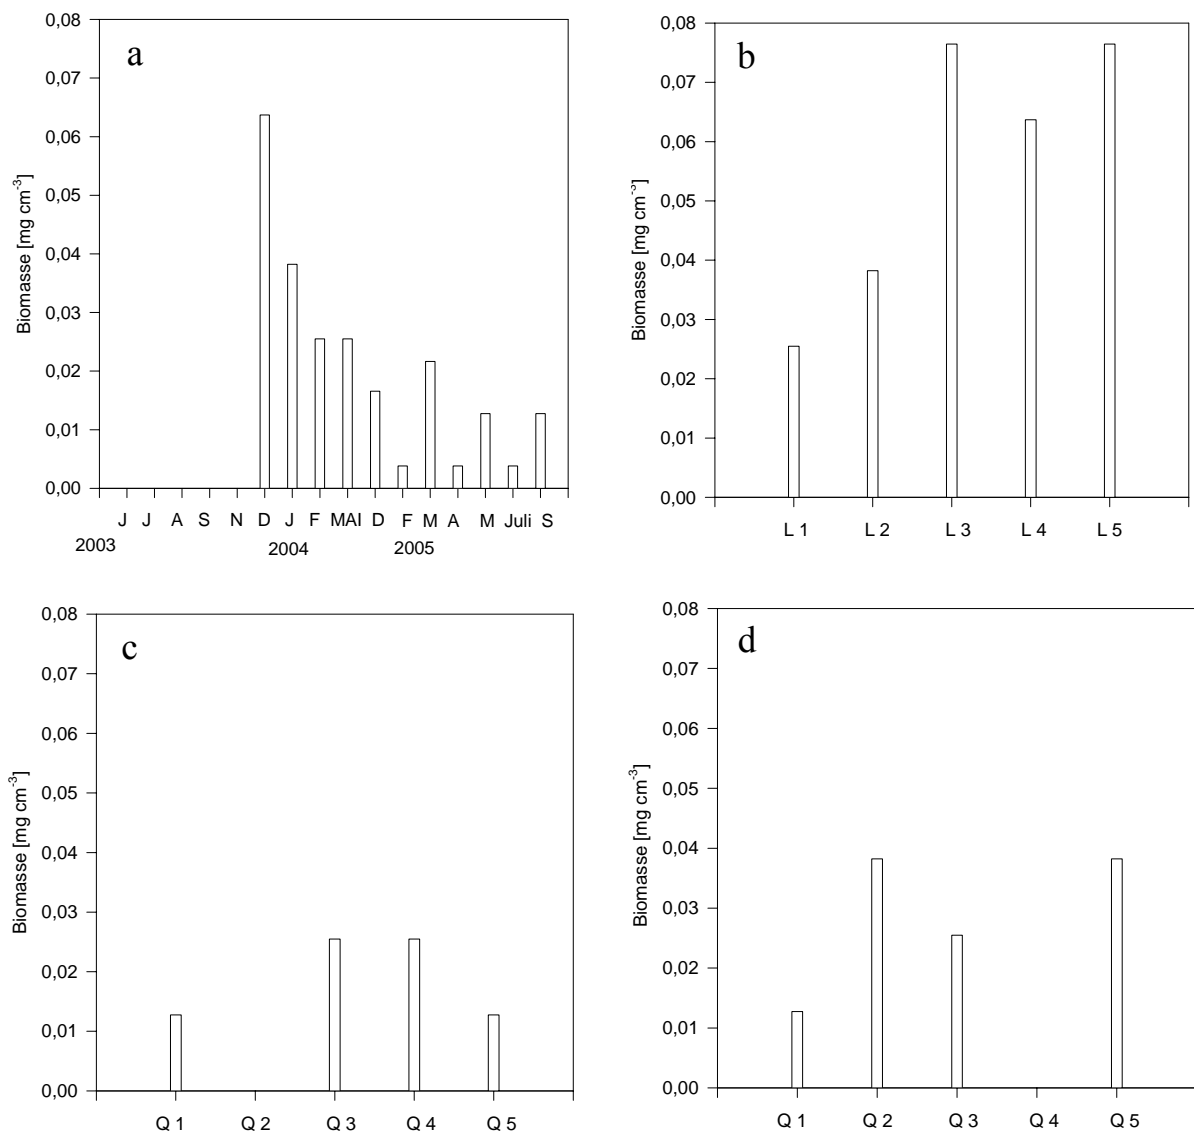 a
0,08
0,07
0,06
0,05
0,04
0,03
0,02
0,01
0,00
Biomasse [mg cm-3]
J J A S N D J F MAI D F M A M Juli S
2003 2004 2005
b
0,08
0,07
0,06
0,05
0,04
0,03
0,02
0,01
0,00
Biomasse [mg cm-3]
L 1 L 2 L 3 L 4 L 5
c
0,08
0,07
0,06
0,05
0,04
0,03
0,02
0,01
0,00
Biomasse [mg cm-3]
Q 1 Q 2 Q 3 Q 4 Q 5
d
0,08
0,07
0,06
0,05
0,04
0,03
0,02
0,01
0,00
Biomasse [mg cm-3]
Q 1 Q 2 Q 3 Q 4 Q 5